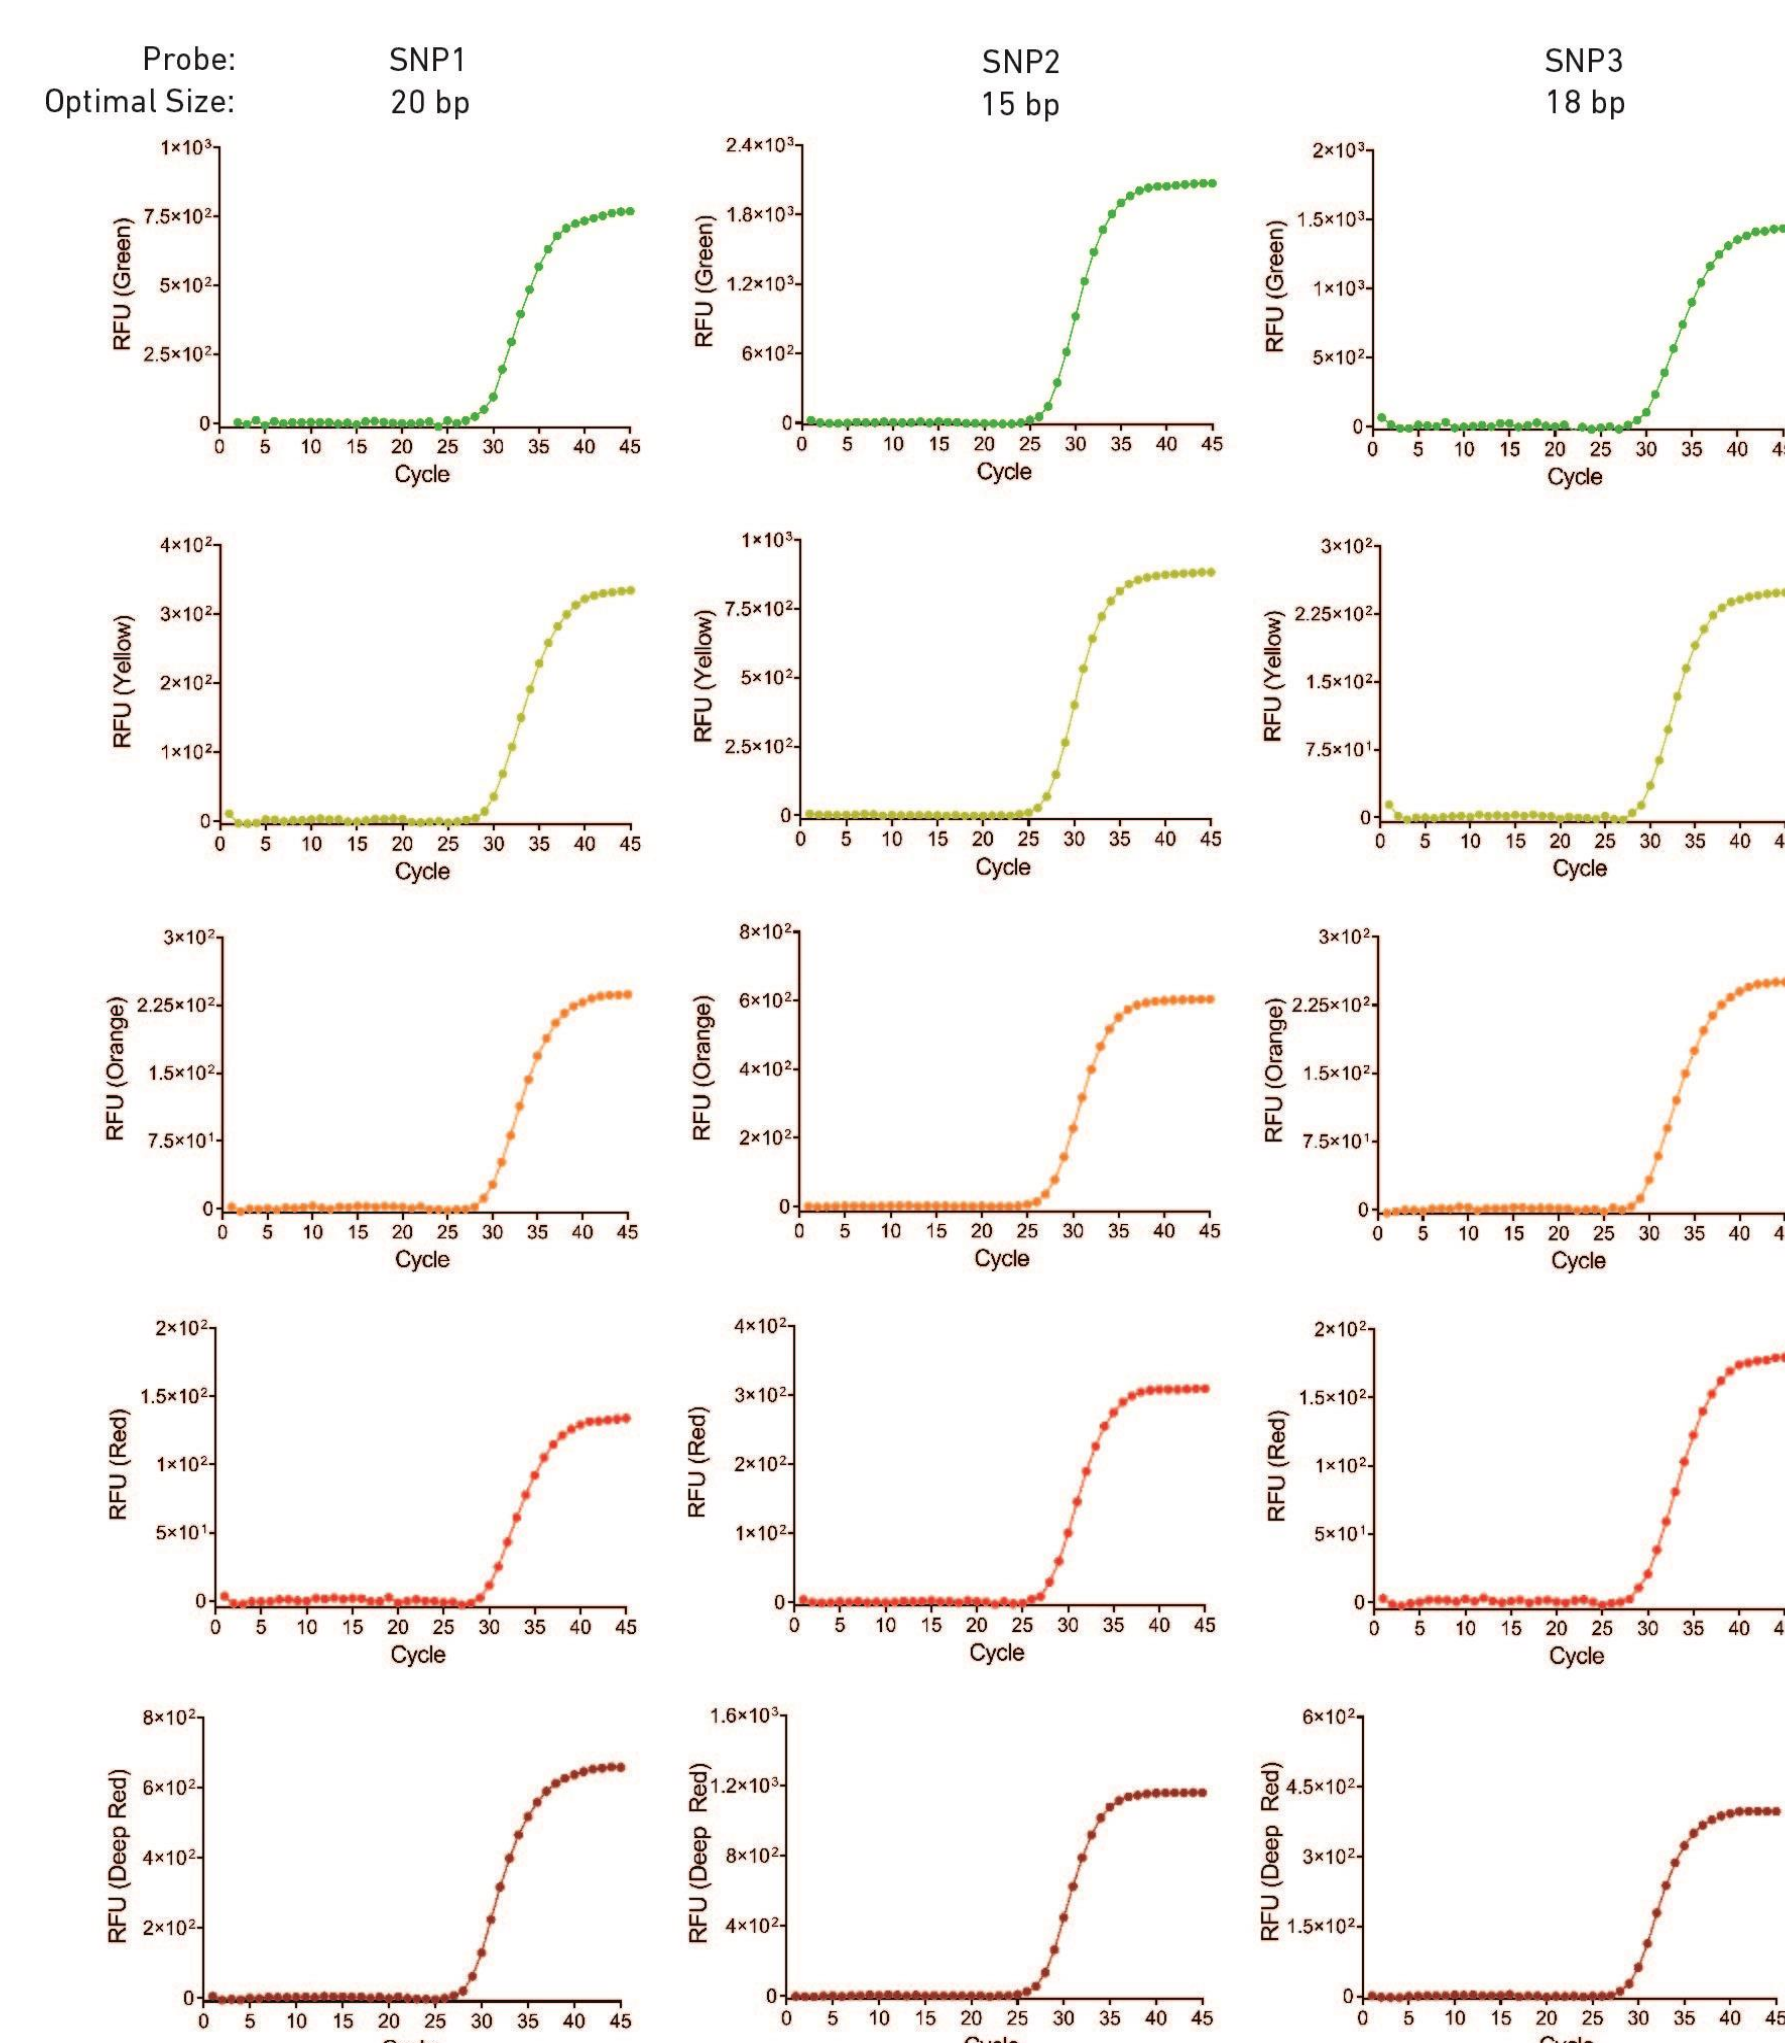 Probe: SNP1 SNP2 SNP3
Optimal Size: 20 bp 15 bp 18 bp
1×10³ 2.4×10³ 2×10³
7.5×10² 1.8×10³ 1.5×10³
5×10² 1.2×10³ 1×10³
2.5×10² 6×10² 5×10²
0 0 0
RFU (Green) RFU (Green) RFU (Green)
0 5 10 15 20 25 30 35 40 45 0 5 10 15 20 25 30 35 40 45 0 5 10 15 20 25 30 35 40
Cycle Cycle Cycle
4×10² 1×10³ 3×10²
3×10² 7.5×10² 2.25×10²
2×10² 5×10² 1.5×10²
1×10² 2.5×10² 7.5×10¹
0 0 0
RFU (Yellow) RFU (Yellow) RFU (Yellow)
0 5 10 15 20 25 30 35 40 45 0 5 10 15 20 25 30 35 40 45 0 5 10 15 20 25 30 35 40
Cycle Cycle Cycle
3×10² 8×10² 3×10²
2.25×10² 6×10² 2.25×10²
1.5×10² 4×10² 1.5×10²
7.5×10¹ 2×10² 7.5×10¹
0 0 0
RFU (Orange) RFU (Orange) RFU (Orange)
0 5 10 15 20 25 30 35 40 45 0 5 10 15 20 25 30 35 40 45 0 5 10 15 20 25 30 35 40
Cycle Cycle Cycle
2×10² 4×10² 2×10²
1.5×10² 3×10² 1.5×10²
1×10² 2×10² 1×10²
5×10¹ 1×10² 5×10¹
0 0 0
RFU (Red) RFU (Red) RFU (Red)
0 5 10 15 20 25 30 35 40 45 0 5 10 15 20 25 30 35 40 45 0 5 10 15 20 25 30 35 40
Cycle Cycle Cycle
8×10² 1.6×10³ 6×10²
6×10² 1.2×10³ 4.5×10²
4×10² 8×10² 3×10²
2×10² 4×10² 1.5×10²
0 0 0
RFU (Deep Red) RFU (Deep Red) RFU (Deep Red)
0 5 10 15 20 25 30 35 40 45 0 5 10 15 20 25 30 35 40 45 0 5 10 15 20 25 30 35 40 45